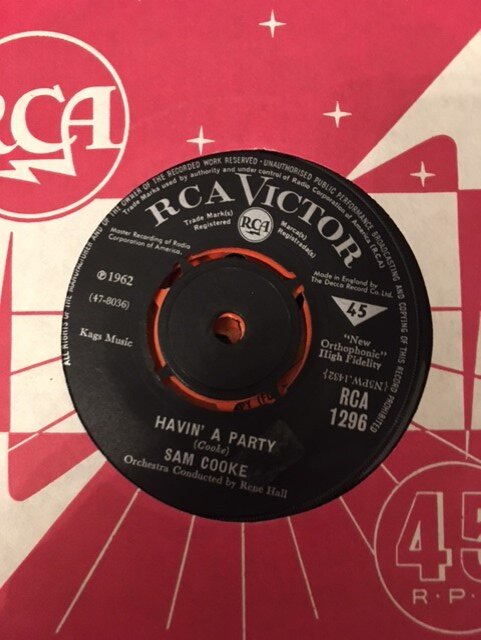 RCA
ALL RIGHTS OF THE MANUFACTURER AND OF THE OWNER OF THE RECORDED WORK RESERVED · UNAUTHORISED PUBLIC PERFORMANCE, BROADCASTING AND COPYING OF THIS RECORD PROHIBITED
Trade Marks used by authority and under control of Radio Corporation of America (R.C.A.)
RCA VICTOR
Trade Mark(s)
Registered
RCA
Marca(s)
Registrada(s)
Master Recording of Radio
Corporation of America.
Made in England by
The Decca Record Co. Ltd.
℗ 1962
(47-8036)
45
Kags Music
"New
Orthophonic"
High Fidelity
{N5PW.1432}
RCA
1296
HAVIN' A PARTY
(Cooke)
SAM COOKE
Orchestra Conducted by René Hall
45
R·P·